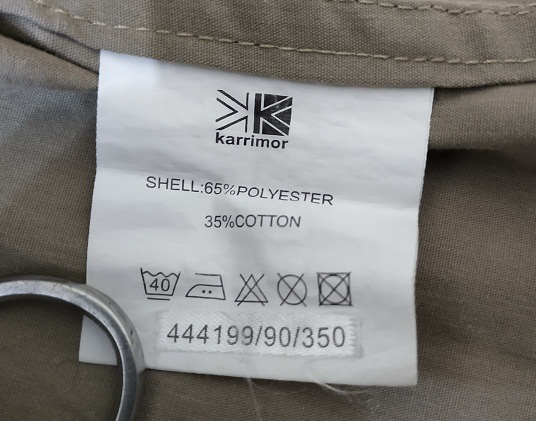 karrimor
SHELL:65%POLYESTER
35%COTTON
40
444199/90/350